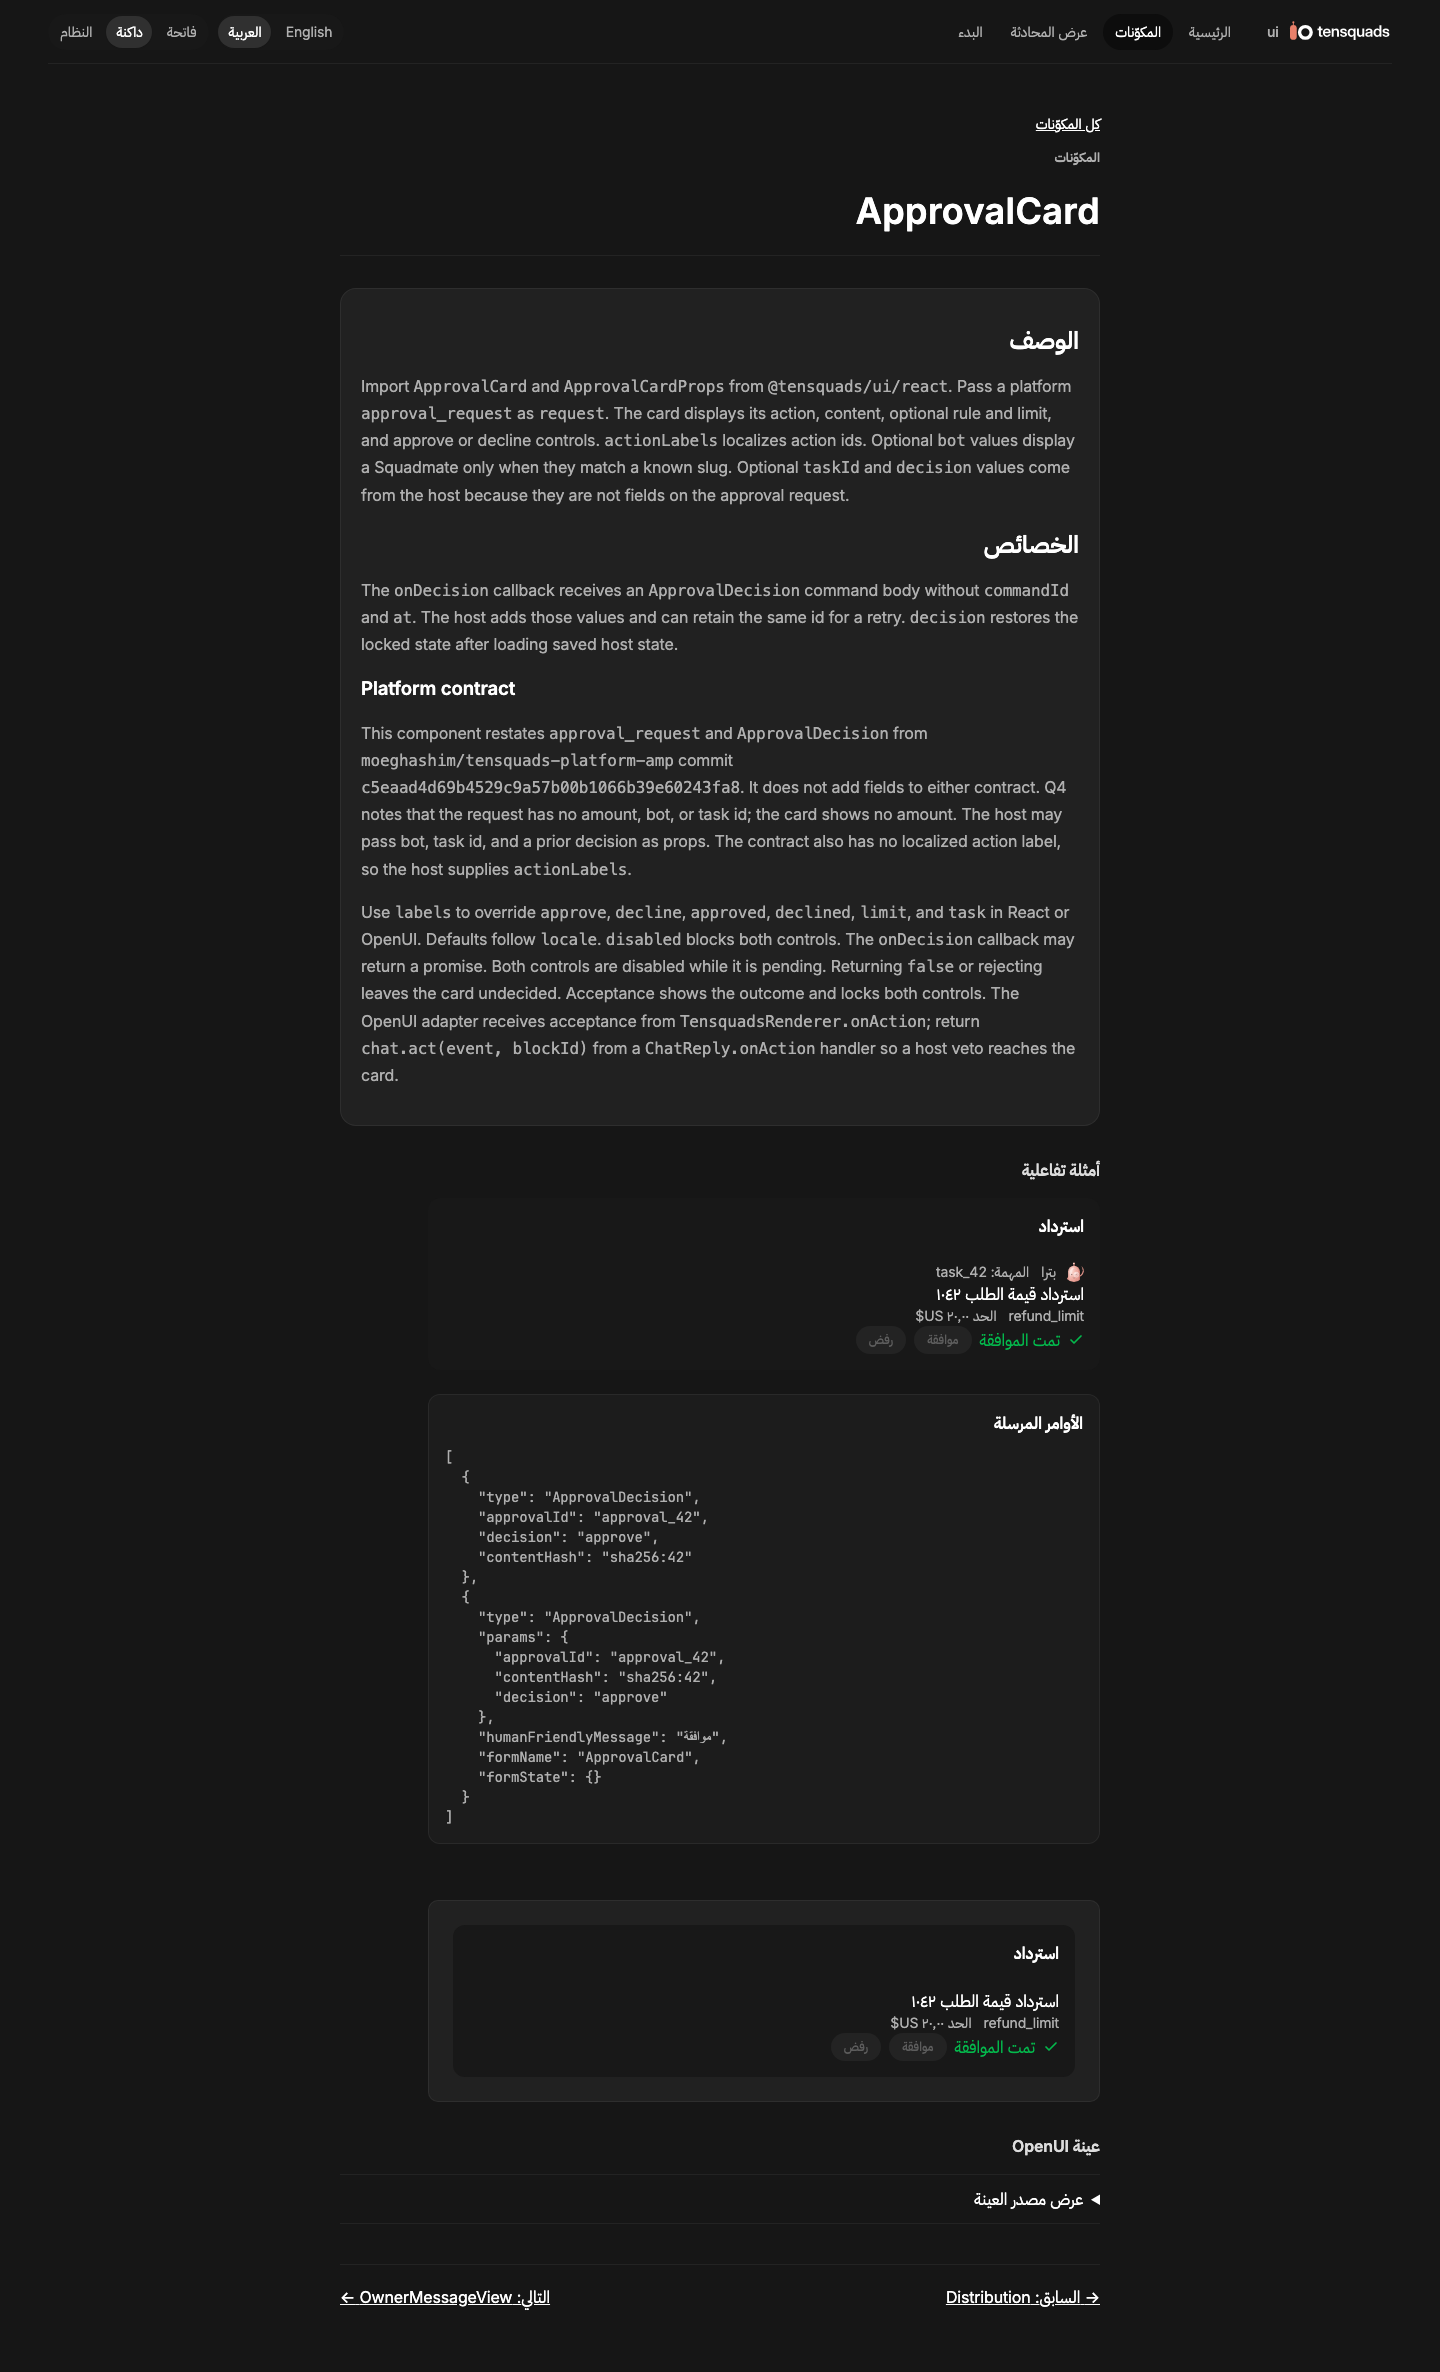 tensquads ui
الرئيسية
المكوّنات
عرض المحادثة
البدء
English
العربية
فاتحة
داكنة
النظام
كل المكوّنات
المكوّنات
ApprovalCard
الوصف
Import ApprovalCard and ApprovalCardProps from @tensquads/ui/react. Pass a platform
approval_request as request. The card displays its action, content, optional rule and limit,
and approve or decline controls. actionLabels localizes action ids. Optional bot values display
a Squadmate only when they match a known slug. Optional taskId and decision values come
from the host because they are not fields on the approval request.
الخصائص
The onDecision callback receives an ApprovalDecision command body without commandId
and at. The host adds those values and can retain the same id for a retry. decision restores the
locked state after loading saved host state.
Platform contract
This component restates approval_request and ApprovalDecision from
moeghashim/tensquads-platform-amp commit
c5eaad4d69b4529c9a57b00b1066b39e60243fa8. It does not add fields to either contract. Q4
notes that the request has no amount, bot, or task id; the card shows no amount. The host may
pass bot, task id, and a prior decision as props. The contract also has no localized action label,
so the host supplies actionLabels.
Use labels to override approve, decline, approved, declined, limit, and task in React or
OpenUI. Defaults follow locale. disabled blocks both controls. The onDecision callback may
return a promise. Both controls are disabled while it is pending. Returning false or rejecting
leaves the card undecided. Acceptance shows the outcome and locks both controls. The
OpenUI adapter receives acceptance from TensquadsRenderer.onAction; return
chat.act(event, blockId) from a ChatReply.onAction handler so a host veto reaches the
card.
أمثلة تفاعلية
استرداد
بترا المهمة: task_42
استرداد قيمة الطلب ١٠٤٢
refund_limit الحد ٢٠٫٠٠ US$
تمت الموافقة موافقة رفض
الأوامر المرسلة
[
{
"type": "ApprovalDecision",
"approvalId": "approval_42",
"decision": "approve",
"contentHash": "sha256:42"
},
{
"type": "ApprovalDecision",
"params": {
"approvalId": "approval_42",
"contentHash": "sha256:42",
"decision": "approve"
},
"humanFriendlyMessage": "موافقة",
"formName": "ApprovalCard",
"formState": {}
}
]
استرداد
استرداد قيمة الطلب ١٠٤٢
refund_limit الحد ٢٠٫٠٠ US$
تمت الموافقة موافقة رفض
عينة OpenUI
عرض مصدر العينة
→ السابق: Distribution
التالي: OwnerMessageView ←